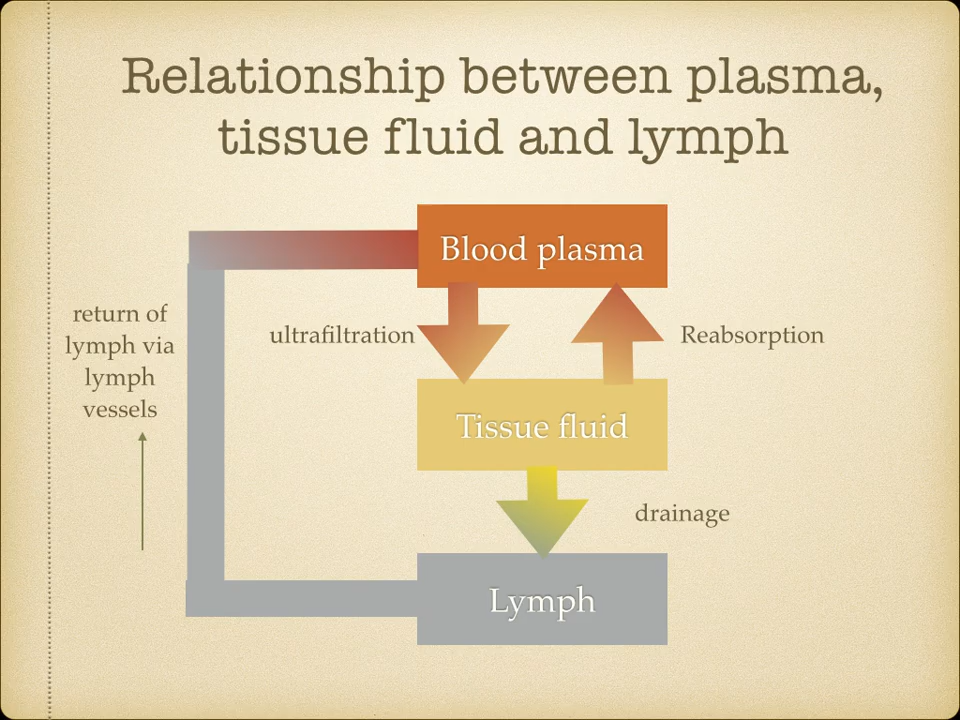 Relationship between plasma,
tissue fluid and lymph
Blood plasma
return of
lymph via
lymph
vessels
ultrafiltration
Reabsorption
Tissue fluid
drainage
Lymph